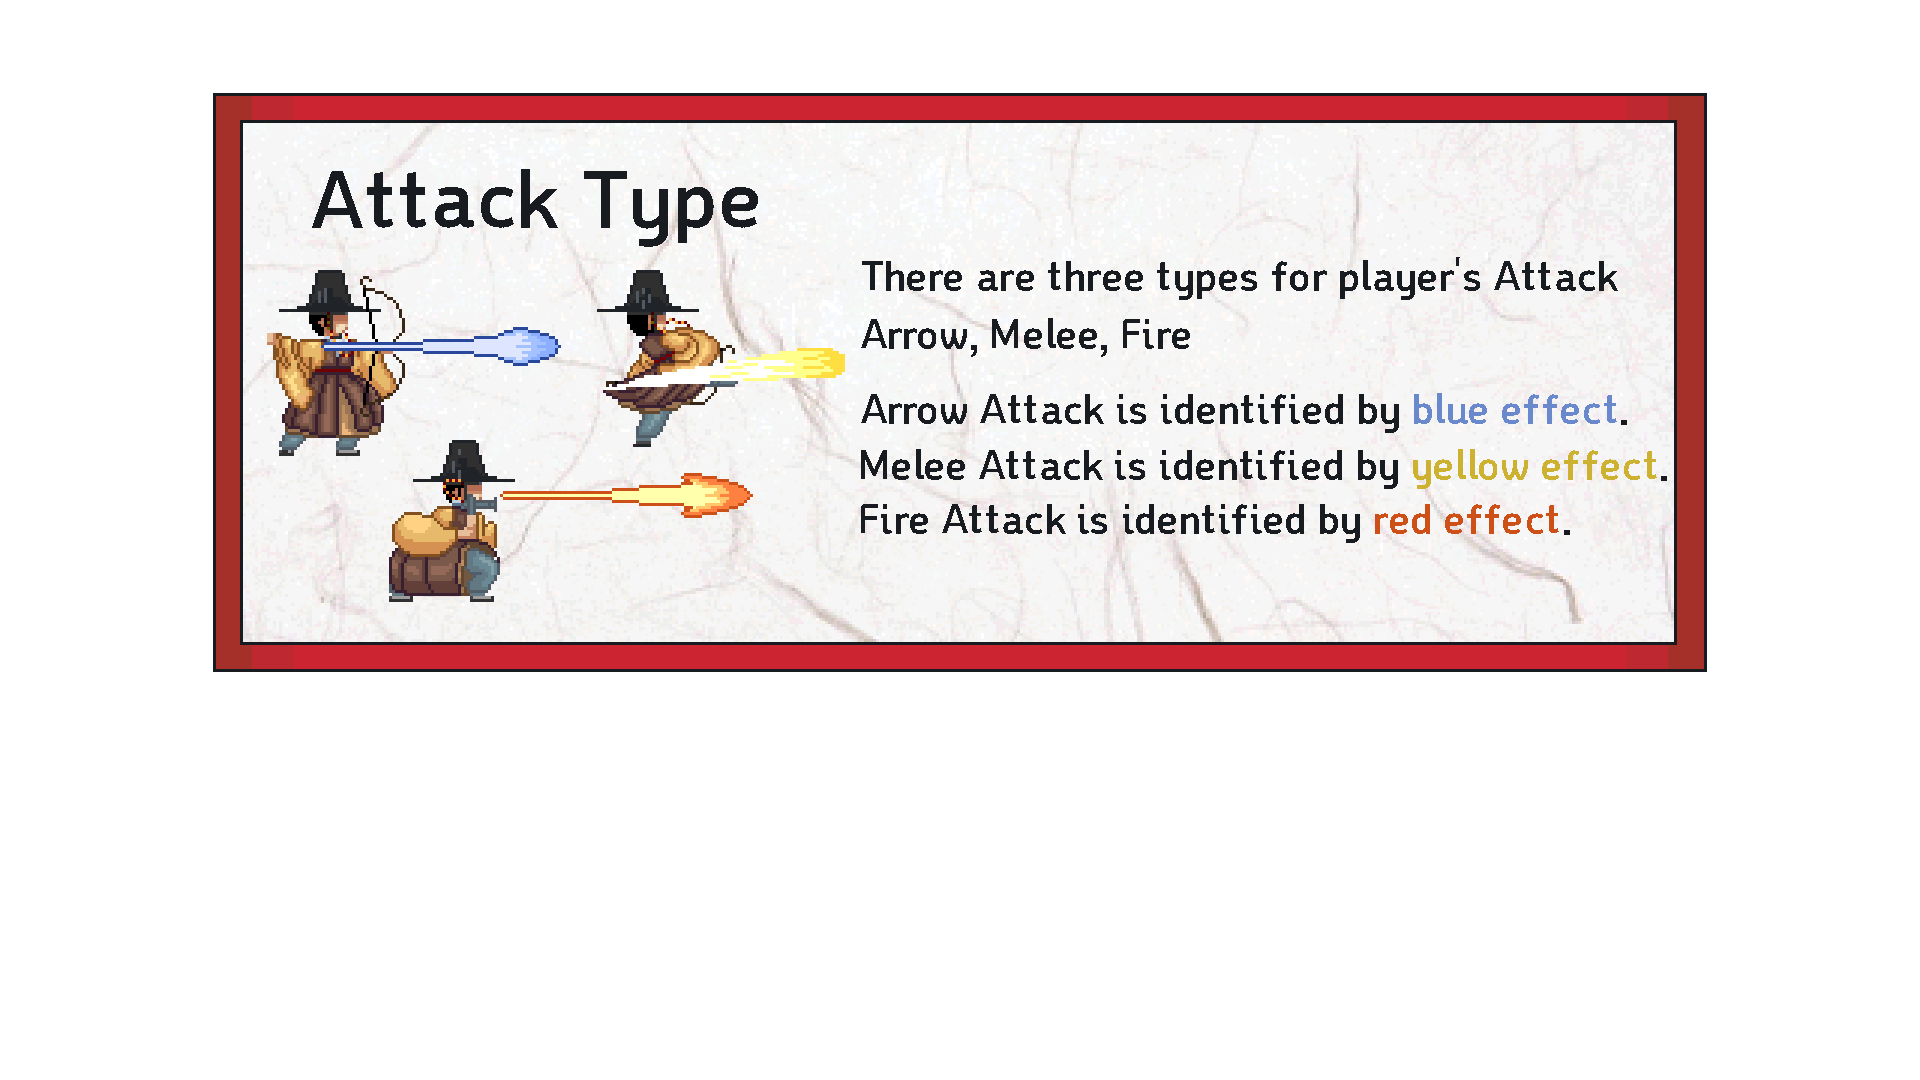 Attack Type
There are three types for player's Attack
Arrow, Melee, Fire
Arrow Attack is identified by blue effect.
Melee Attack is identified by yellow effect.
Fire Attack is identified by red effect.